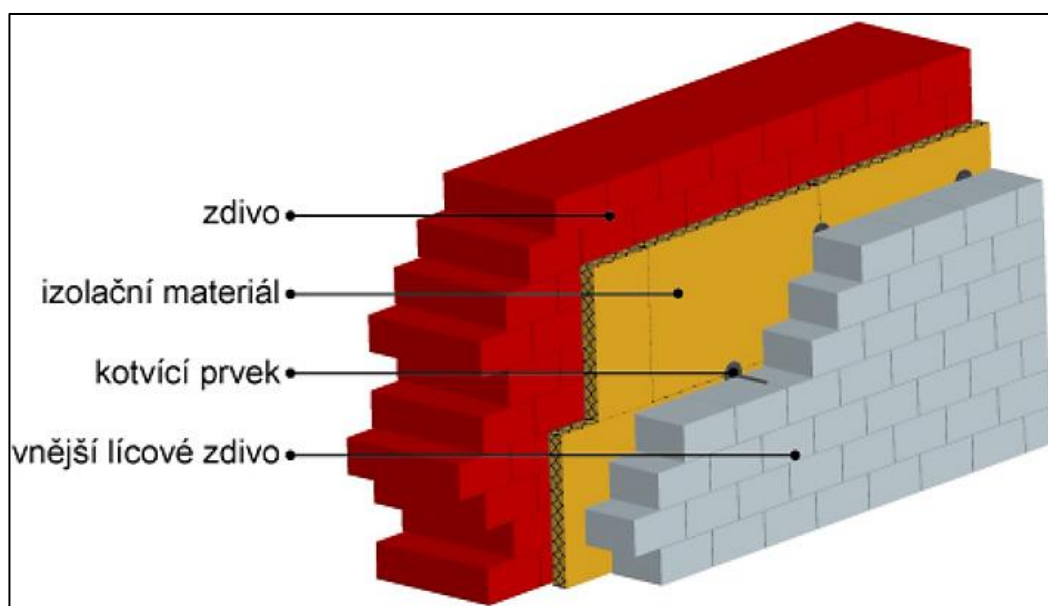 zdivo
izolační materiál
kotvící prvek
vnější lícové zdivo